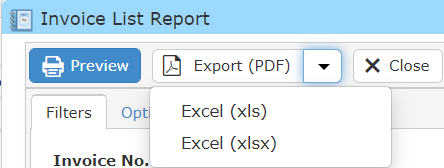 Invoice List Report
Preview Export (PDF) Close
Filters Opti
Excel (xls)
Excel (xlsx)
Invoice No.